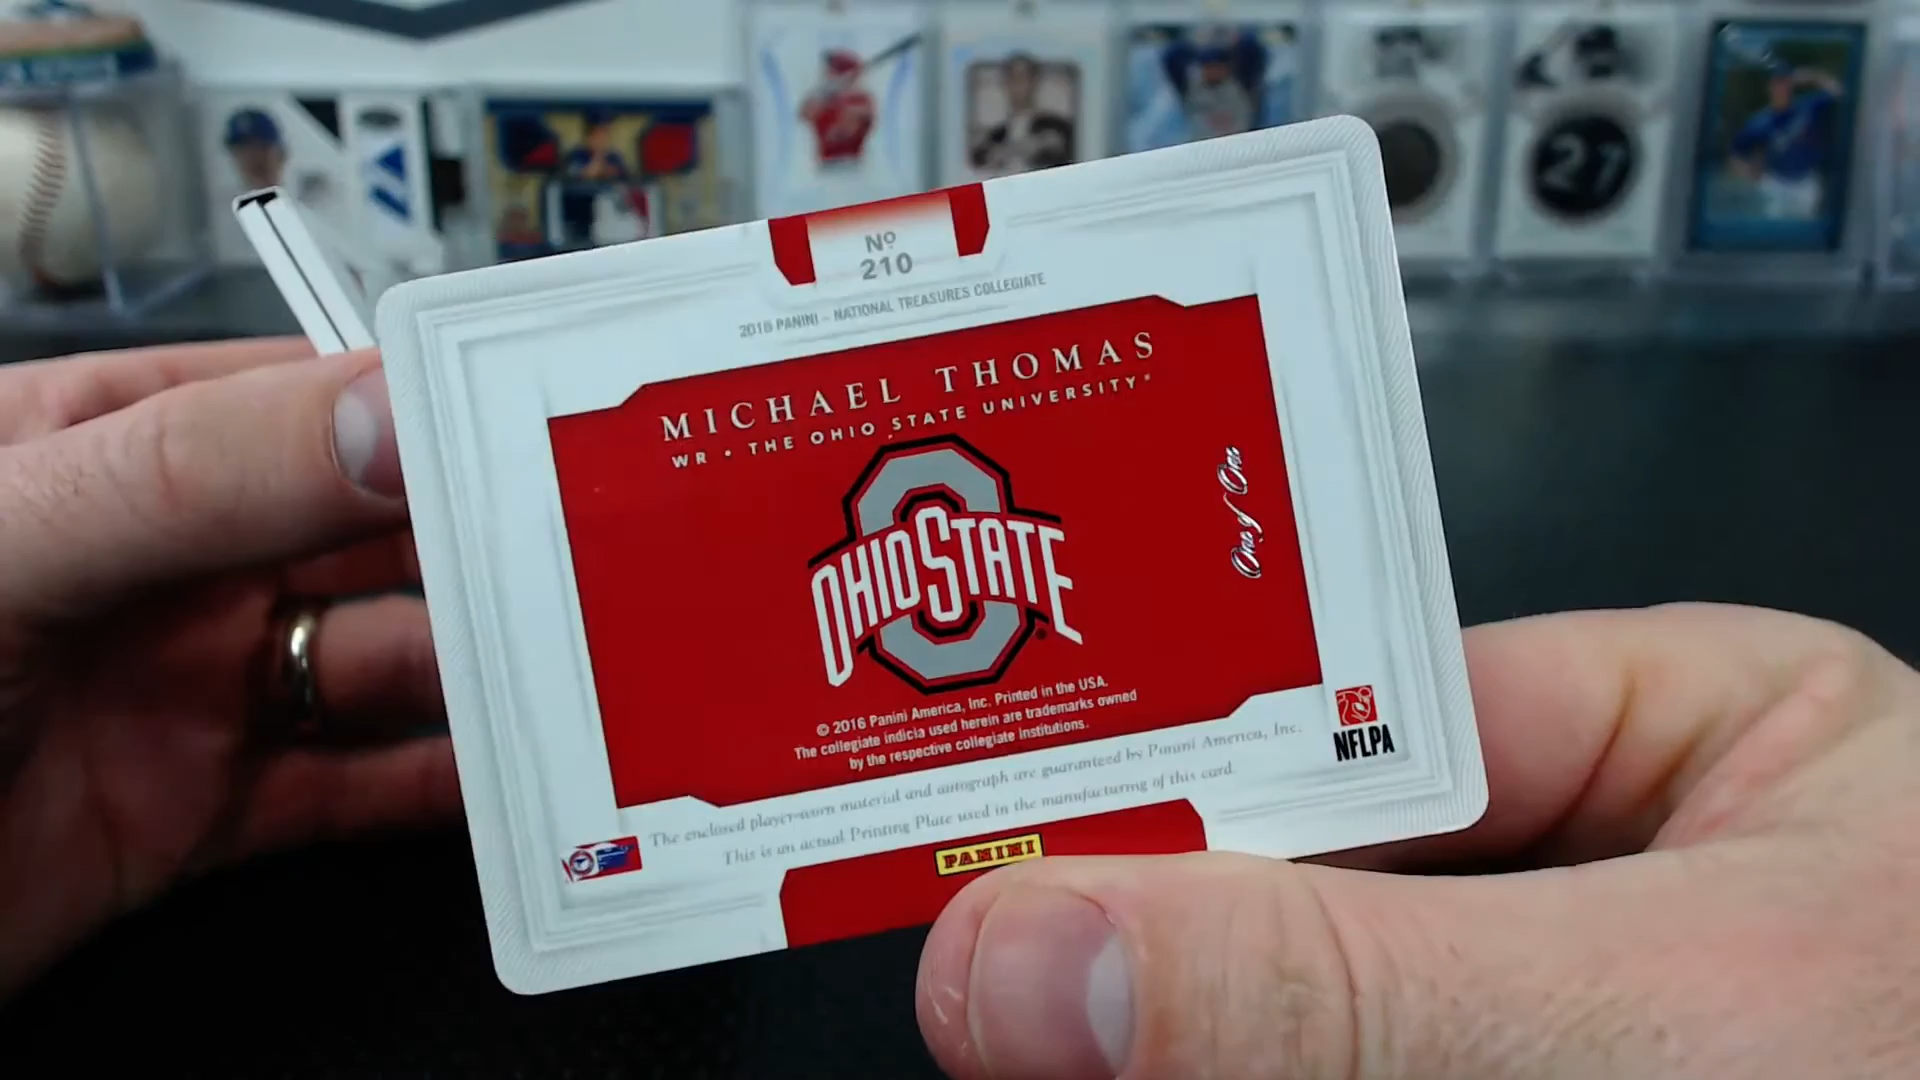 Nº
210
2016 PANINI – NATIONAL TREASURES COLLEGIATE
MICHAEL THOMAS
WR • THE OHIO STATE UNIVERSITY®
One of One
OHIO STATE®
© 2016 Panini America, Inc. Printed in the USA.
The collegiate indicia used herein are trademarks owned
by the respective collegiate institutions.
NFLPA
The enclosed player-worn material and autograph are guaranteed by Panini America, Inc.
This is an actual Printing Plate used in the manufacturing of this card.
PANINI
27